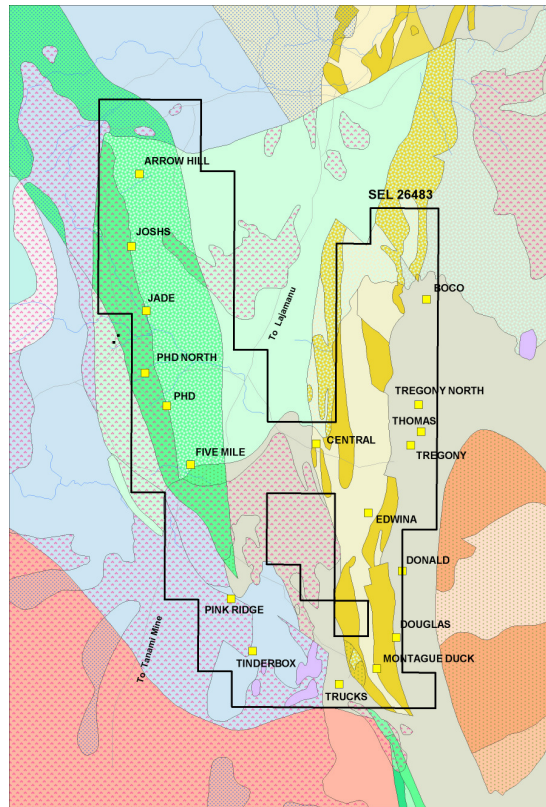 ARROW HILL
SEL 26483
JOSHS
BOCO
JADE
To Lajamanu
PHD NORTH
PHD
TREGONY NORTH
THOMAS
CENTRAL
TREGONY
FIVE MILE
EDWINA
DONALD
PINK RIDGE
DOUGLAS
To Tanami Mine
TINDERBOX
MONTAGUE DUCK
TRUCKS